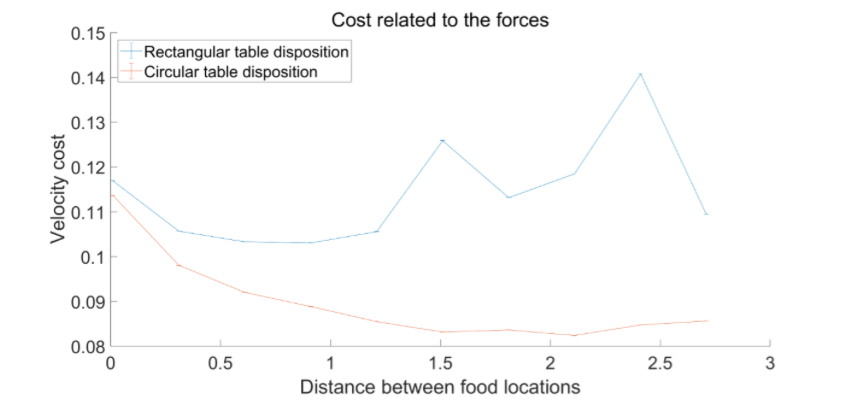 Cost related to the forces
Rectangular table disposition
Circular table disposition
Velocity cost
0.15
0.14
0.13
0.12
0.11
0.1
0.09
0.08
0 0.5 1 1.5 2 2.5 3
Distance between food locations